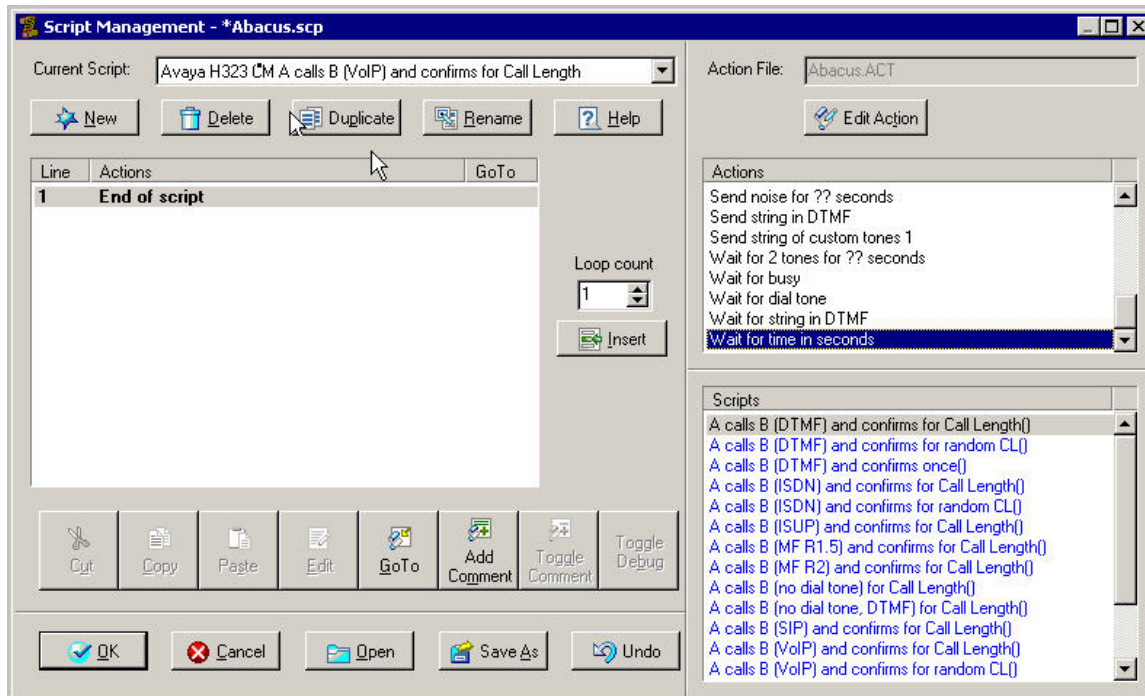 Script Management - *Abacus.scp
Current Script:
Avaya H323 CM A calls B (VoIP) and confirms for Call Length
New
Delete
Duplicate
Rename
Help
Line Actions GoTo
1 End of script
Loop count
1
Insert
Cut
Copy
Paste
Edit
GoTo
Add
Comment
Toggle
Comment
Toggle
Debug
OK
Cancel
Open
Save As
Undo
Action File:
Abacus.ACT
Edit Action
Actions
Send noise for ?? seconds
Send string in DTMF
Send string of custom tones 1
Wait for 2 tones for ?? seconds
Wait for busy
Wait for dial tone
Wait for string in DTMF
Wait for time in seconds
Scripts
A calls B (DTMF) and confirms for Call Length()
A calls B (DTMF) and confirms for random CL()
A calls B (DTMF) and confirms once()
A calls B (ISDN) and confirms for Call Length()
A calls B (ISDN) and confirms for random CL()
A calls B (ISUP) and confirms for Call Length()
A calls B (MF R1.5) and confirms for Call Length()
A calls B (MF R2) and confirms for Call Length()
A calls B (no dial tone) for Call Length()
A calls B (no dial tone, DTMF) for Call Length()
A calls B (SIP) and confirms for Call Length()
A calls B (VoIP) and confirms for Call Length()
A calls B (VoIP) and confirms for random CL()